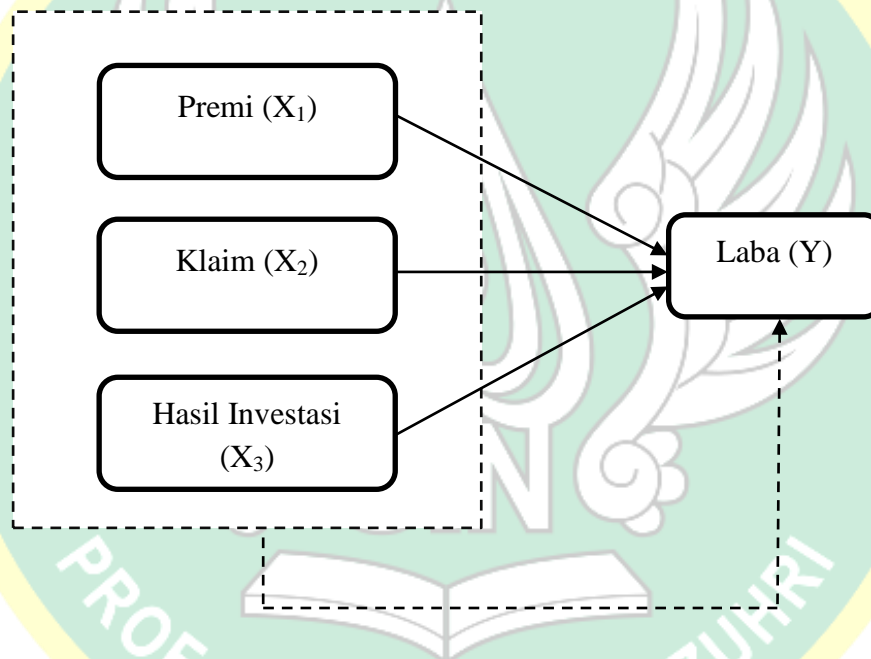 Premi (X₁)
Klaim (X₂)
Laba (Y)
Hasil Investasi
(X₃)